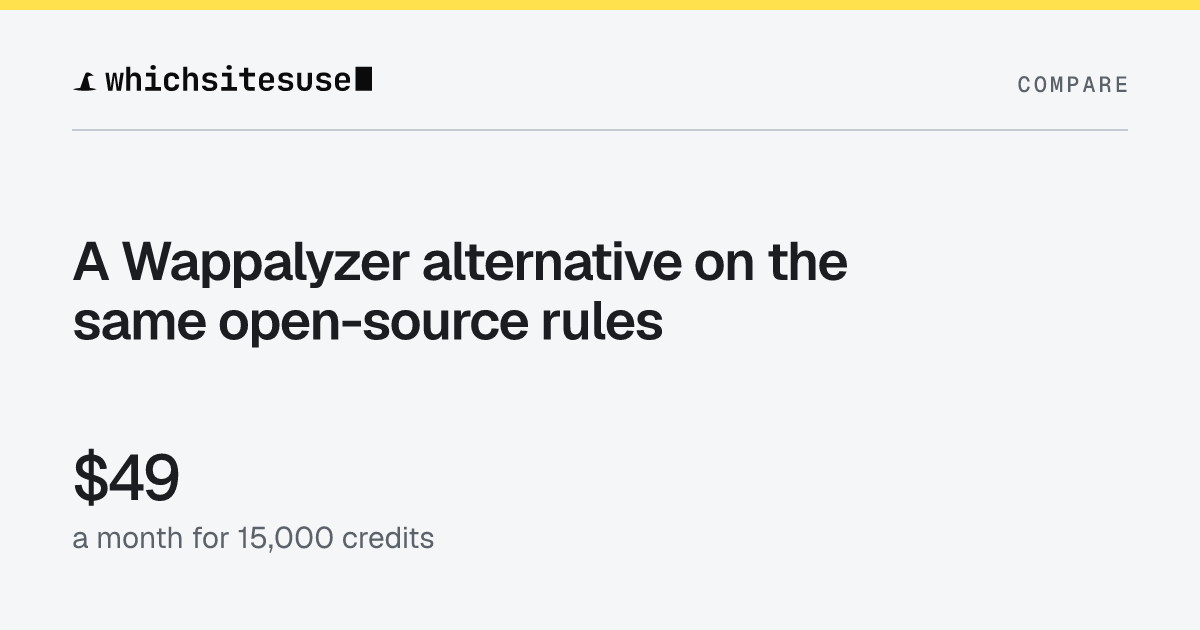 whichsitesuse
COMPARE
A Wappalyzer alternative on the
same open-source rules
$49
a month for 15,000 credits